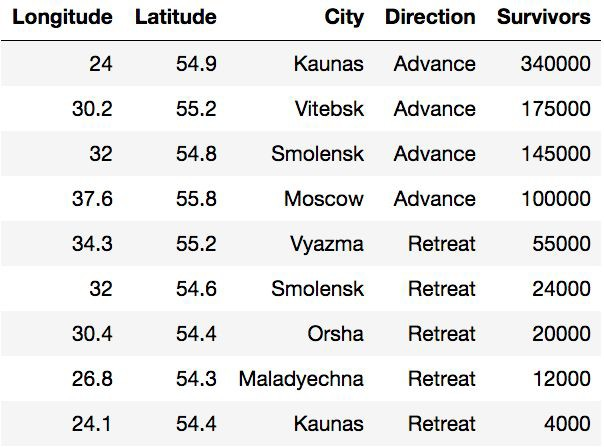 Longitude Latitude City Direction Survivors
24 54.9 Kaunas Advance 340000
30.2 55.2 Vitebsk Advance 175000
32 54.8 Smolensk Advance 145000
37.6 55.8 Moscow Advance 100000
34.3 55.2 Vyazma Retreat 55000
32 54.6 Smolensk Retreat 24000
30.4 54.4 Orsha Retreat 20000
26.8 54.3 Maladyechna Retreat 12000
24.1 54.4 Kaunas Retreat 4000